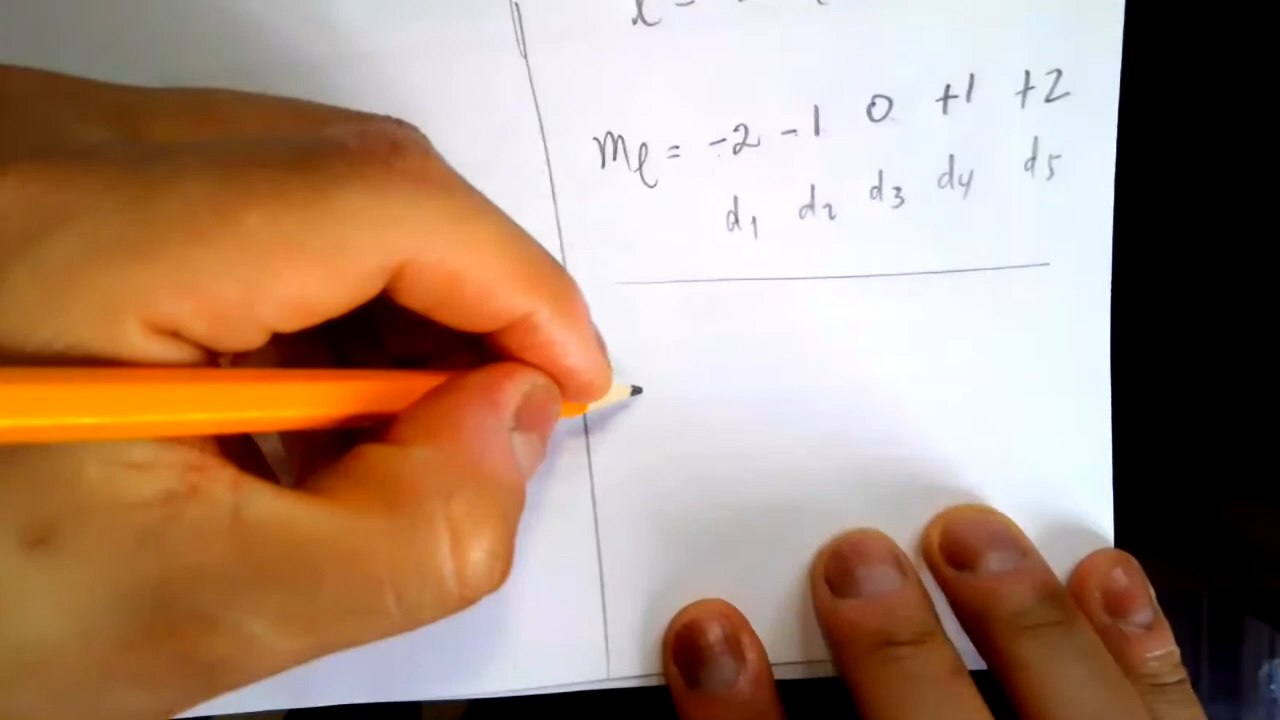 mℓ = -2 -1 0 +1 +2
d1 d2 d3 d4 d5